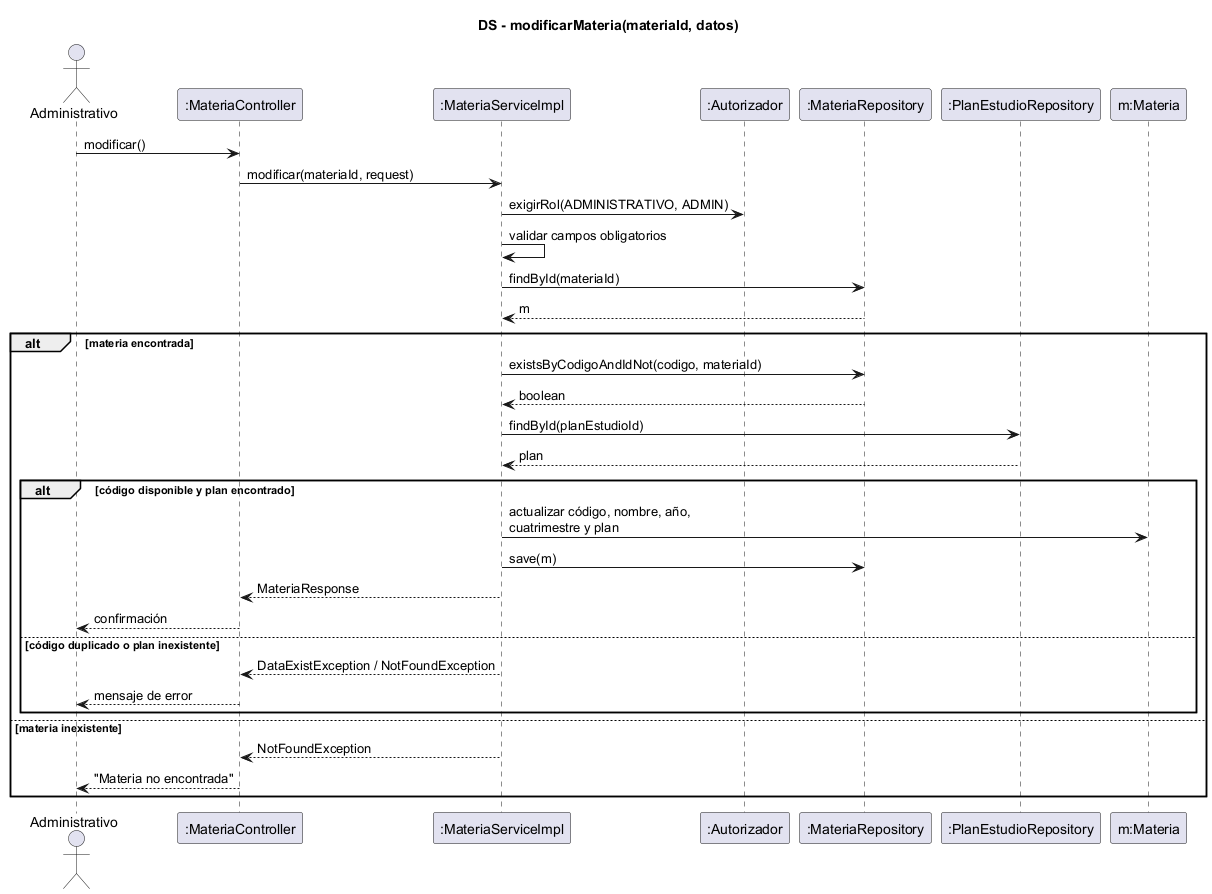 DS - modificarMateria(materiaId, datos)
Administrativo
:MateriaController
:MateriaServiceImpl
:Autorizador
:MateriaRepository
:PlanEstudioRepository
m:Materia
modificar()
modificar(materiaId, request)
exigirRol(ADMINISTRATIVO, ADMIN)
validar campos obligatorios
findById(materiaId)
m
alt
[materia encontrada]
existsByCodigoAndIdNot(codigo, materiaId)
boolean
findById(planEstudioId)
plan
alt
[código disponible y plan encontrado]
actualizar código, nombre, año,
cuatrimestre y plan
save(m)
MateriaResponse
confirmación
[código duplicado o plan inexistente]
DataExistException / NotFoundException
mensaje de error
[materia inexistente]
NotFoundException
"Materia no encontrada"
Administrativo
:MateriaController
:MateriaServiceImpl
:Autorizador
:MateriaRepository
:PlanEstudioRepository
m:Materia